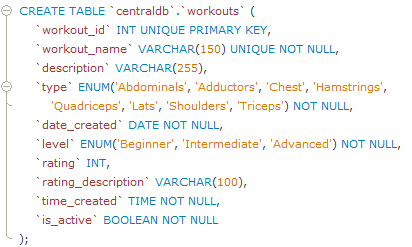 CREATE TABLE `centraldb`.`workouts` (
`workout_id` INT UNIQUE PRIMARY KEY,
`workout_name` VARCHAR(150) UNIQUE NOT NULL,
`description` VARCHAR(255),
`type` ENUM('Abdominals', 'Adductors', 'Chest', 'Hamstrings',
'Quadriceps', 'Lats', 'Shoulders', 'Triceps') NOT NULL,
`date_created` DATE NOT NULL,
`level` ENUM('Beginner', 'Intermediate', 'Advanced') NOT NULL,
`rating` INT,
`rating_description` VARCHAR(100),
`time_created` TIME NOT NULL,
`is_active` BOOLEAN NOT NULL
);